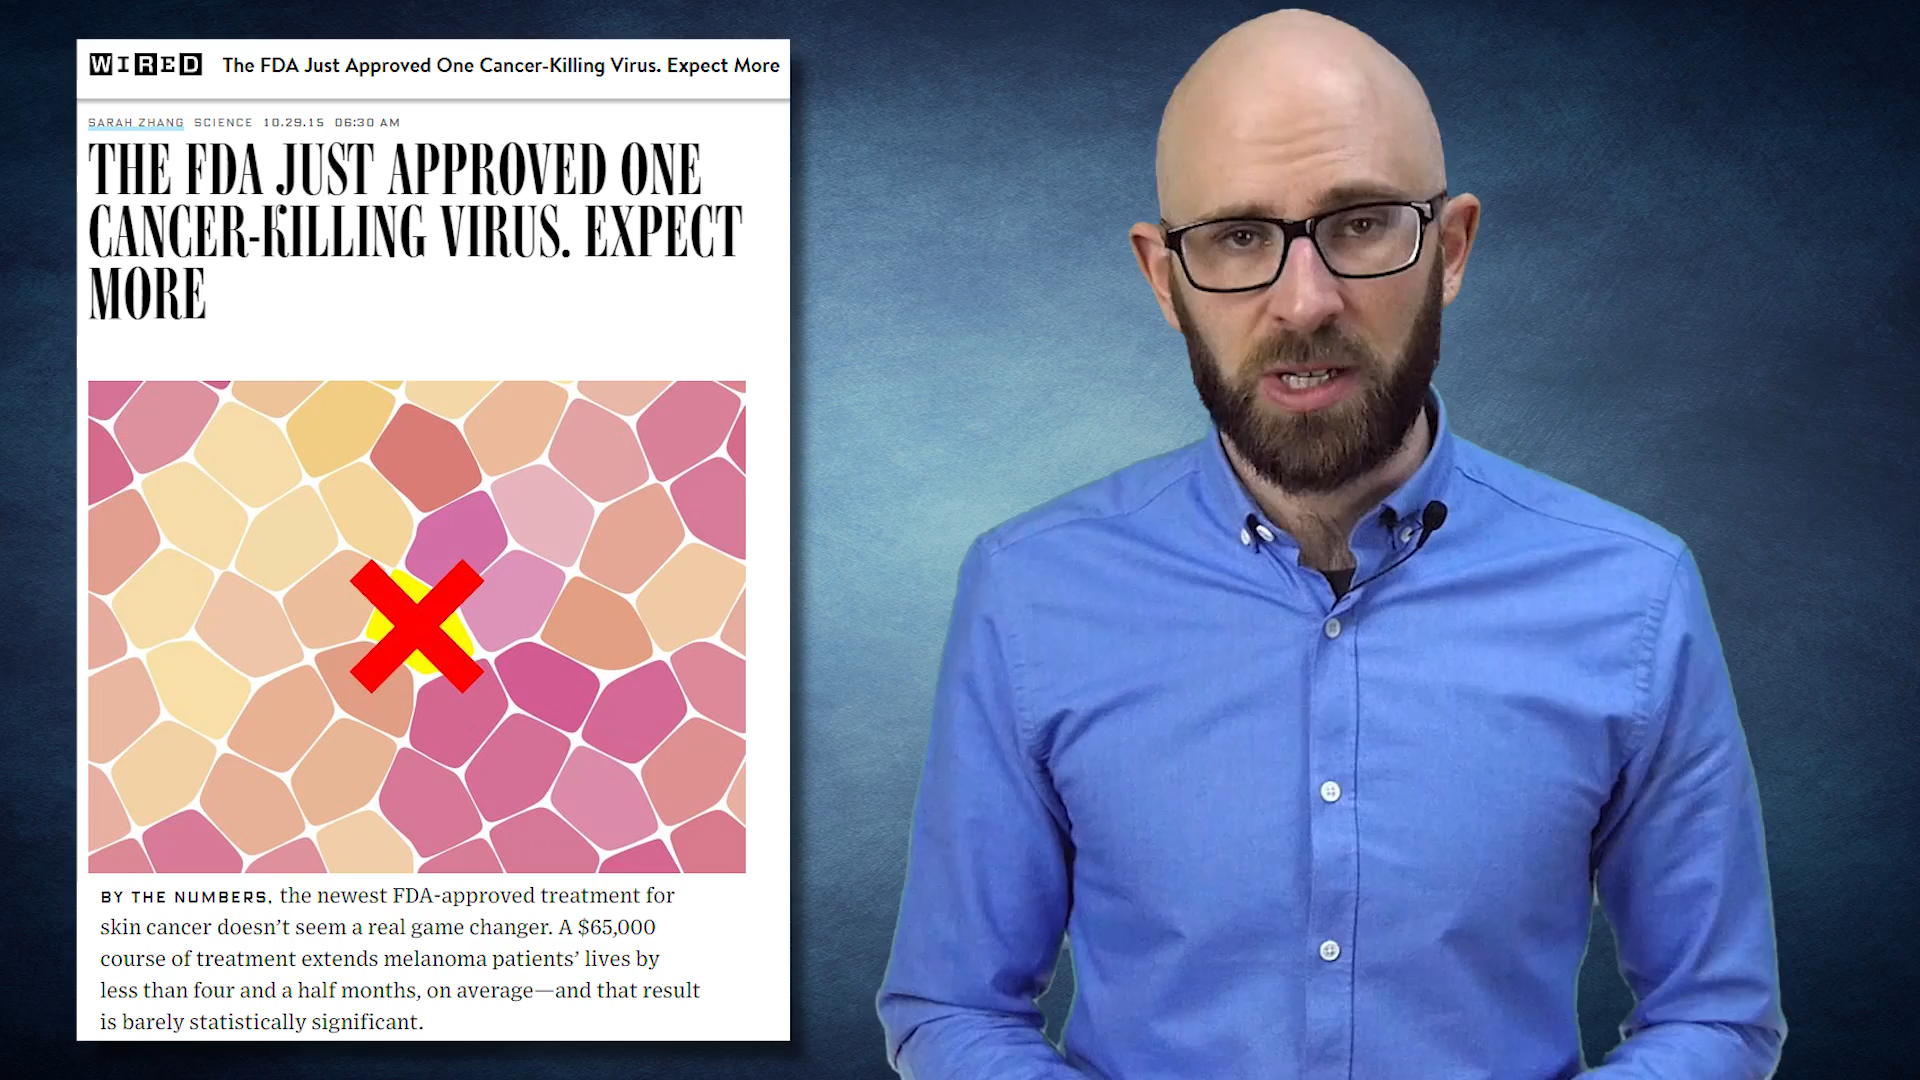 WIRED The FDA Just Approved One Cancer-Killing Virus. Expect More
SARAH ZHANG SCIENCE 10.29.15 06:30 AM
THE FDA JUST APPROVED ONE
CANCER-KILLING VIRUS. EXPECT
MORE
BY THE NUMBERS, the newest FDA-approved treatment for
skin cancer doesn’t seem a real game changer. A $65,000
course of treatment extends melanoma patients’ lives by
less than four and a half months, on average—and that result
is barely statistically significant.